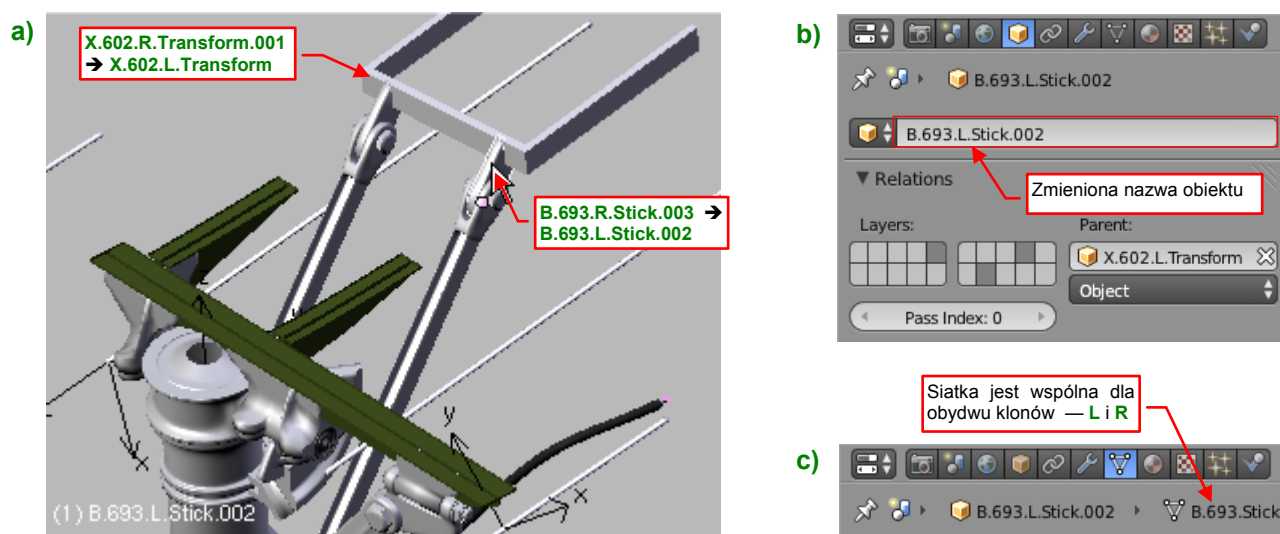 a)
X.602.R.Transform.001
➔ X.602.L.Transform
B.693.R.Stick.003 ➔
B.693.L.Stick.002
z
y
x
y
x
(1) B.693.L.Stick.002
b)
B.693.L.Stick.002
B.693.L.Stick.002
Relations
Zmieniona nazwa obiektu
Layers:
Parent:
X.602.L.Transform
Object
Pass Index: 0
Siatka jest wspólna dla
obydwu klonów — L i R
c)
B.693.L.Stick.002
B.693.Stick